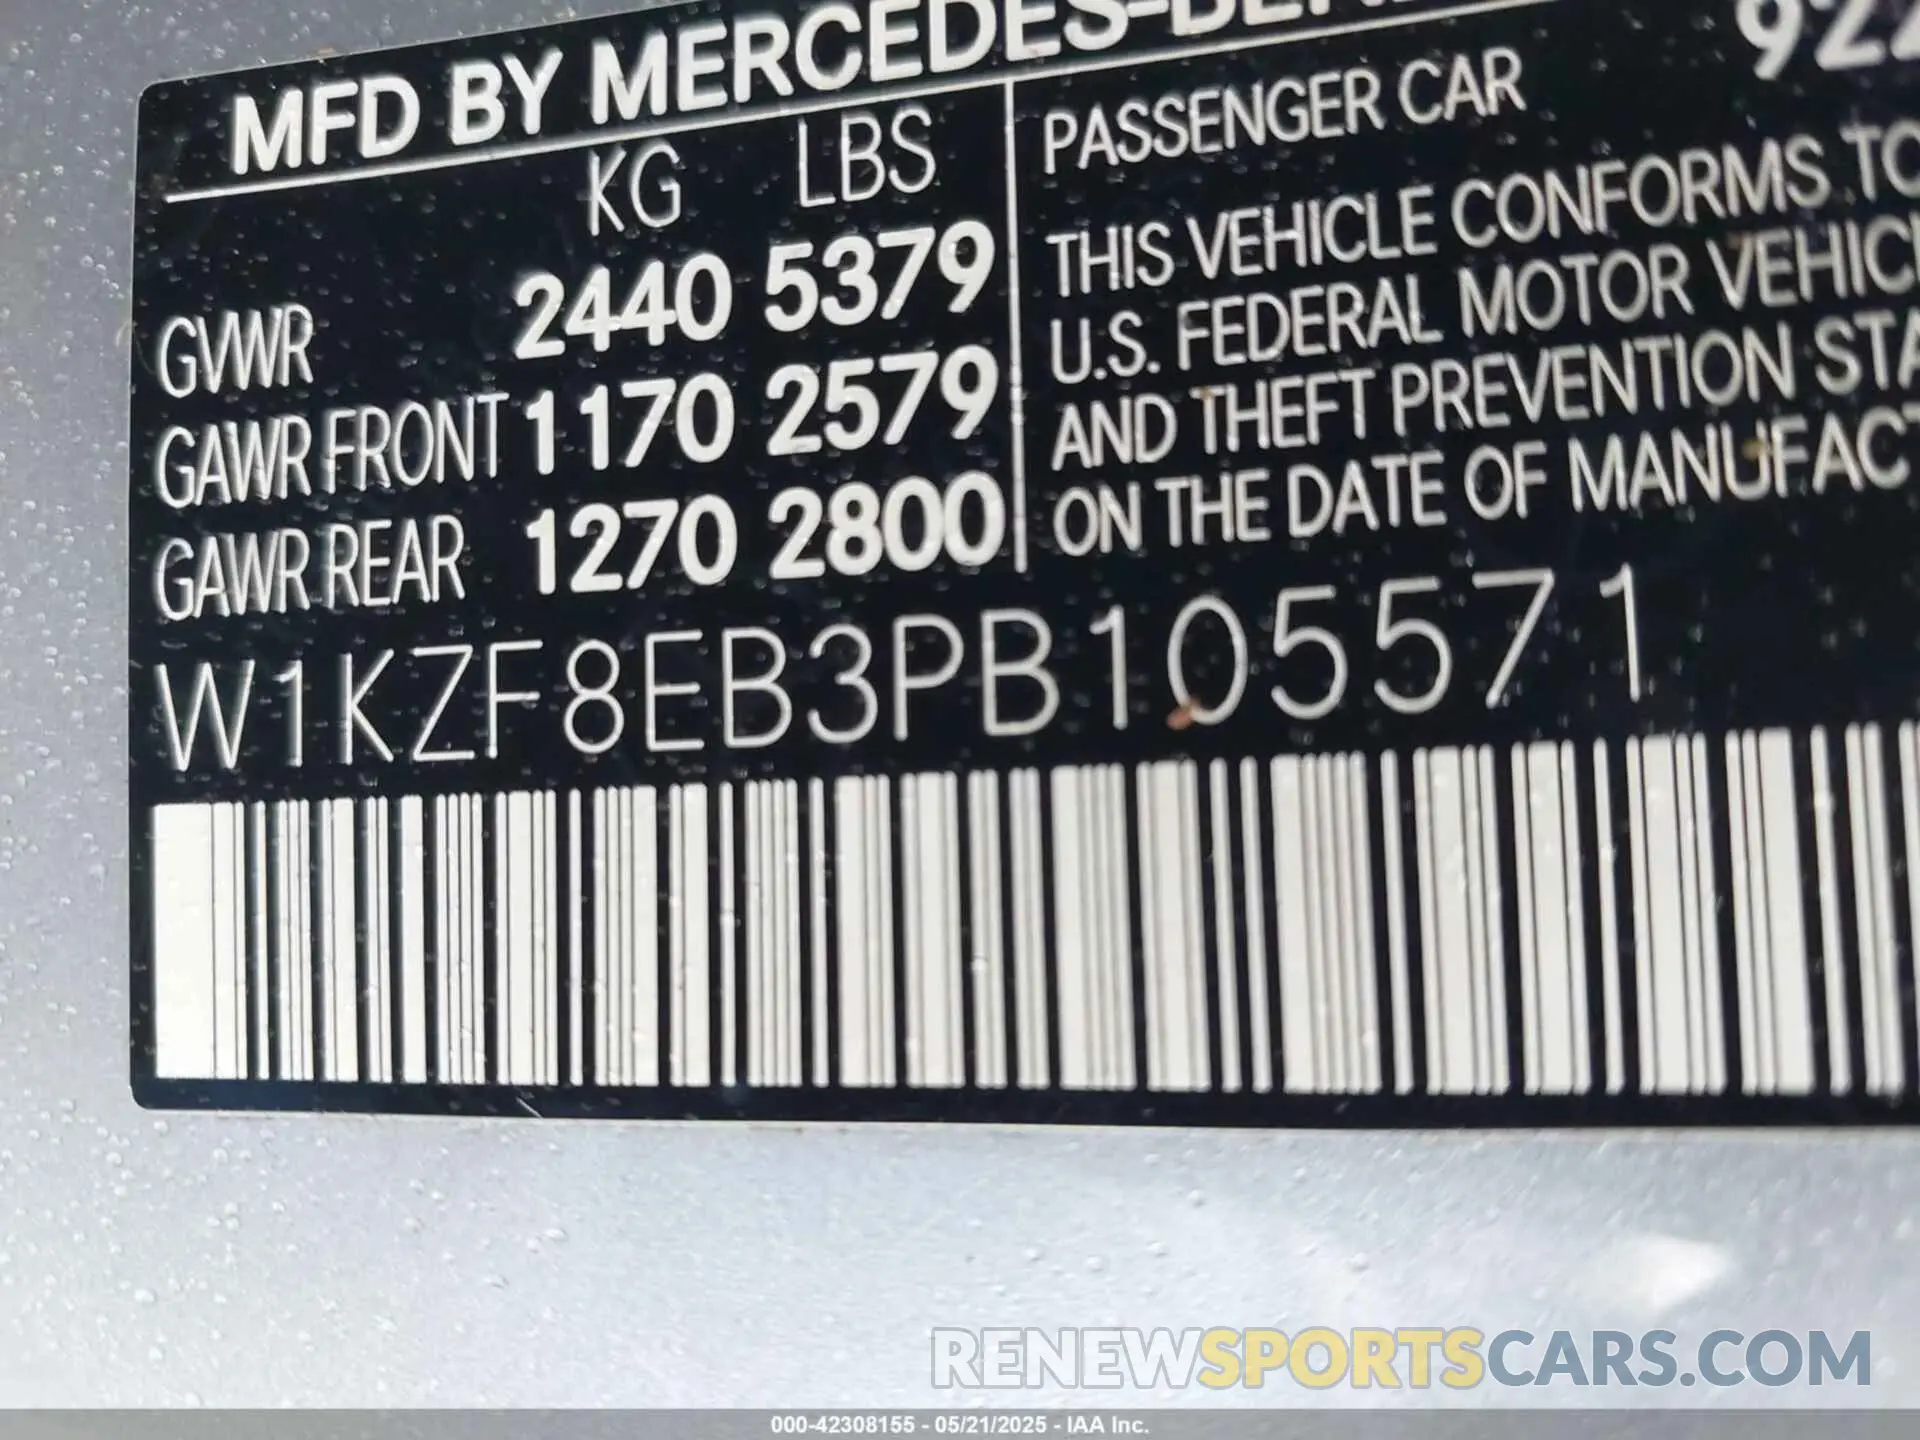 MFD BY MERCEDES-BEN
922
KG LBS
GVWR 2440 5379
GAWR FRONT 1170 2579
GAWR REAR 1270 2800
PASSENGER CAR
THIS VEHICLE CONFORMS TO
U.S. FEDERAL MOTOR VEHIC
AND THEFT PREVENTION STA
ON THE DATE OF MANUFACT
W1KZF8EB3PB105571
RENEWSPORTSCARS.COM
000-42308155 - 05/21/2025 - IAA Inc.